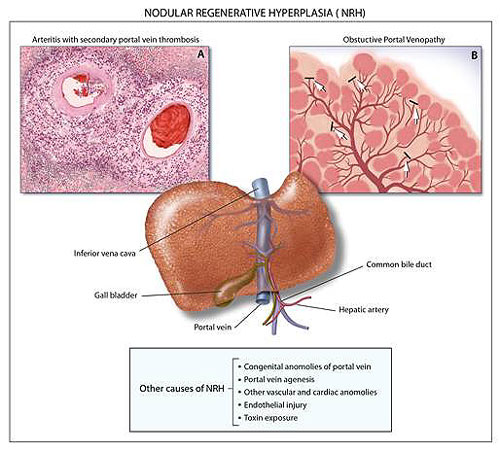 NODULAR REGENERATIVE HYPERPLASIA ( NRH)
Arteritis with secondary portal vein thrombosis
Obstuctive Portal Venopathy
A
B
Inferior vena cava
Common bile duct
Gall bladder
Hepatic artery
Portal vein
Other causes of NRH
• Congenital anomolies of portal vein
• Portal vein agenesis
• Other vascular and cardiac anomolies
• Endothelial injury
• Toxin exposure